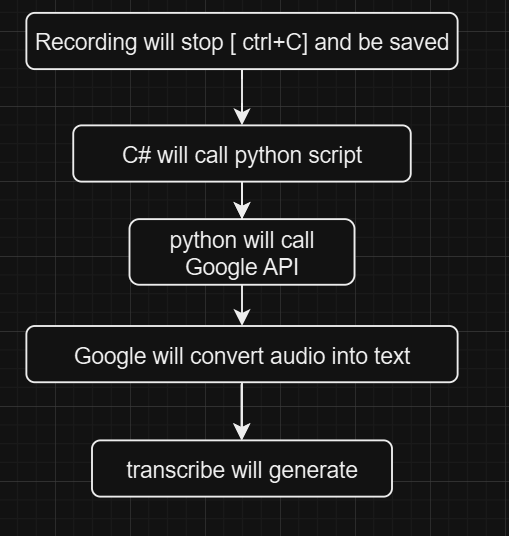 Recording will stop [ ctrl+C] and be saved
C# will call python script
python will call
Google API
Google will convert audio into text
transcribe will generate